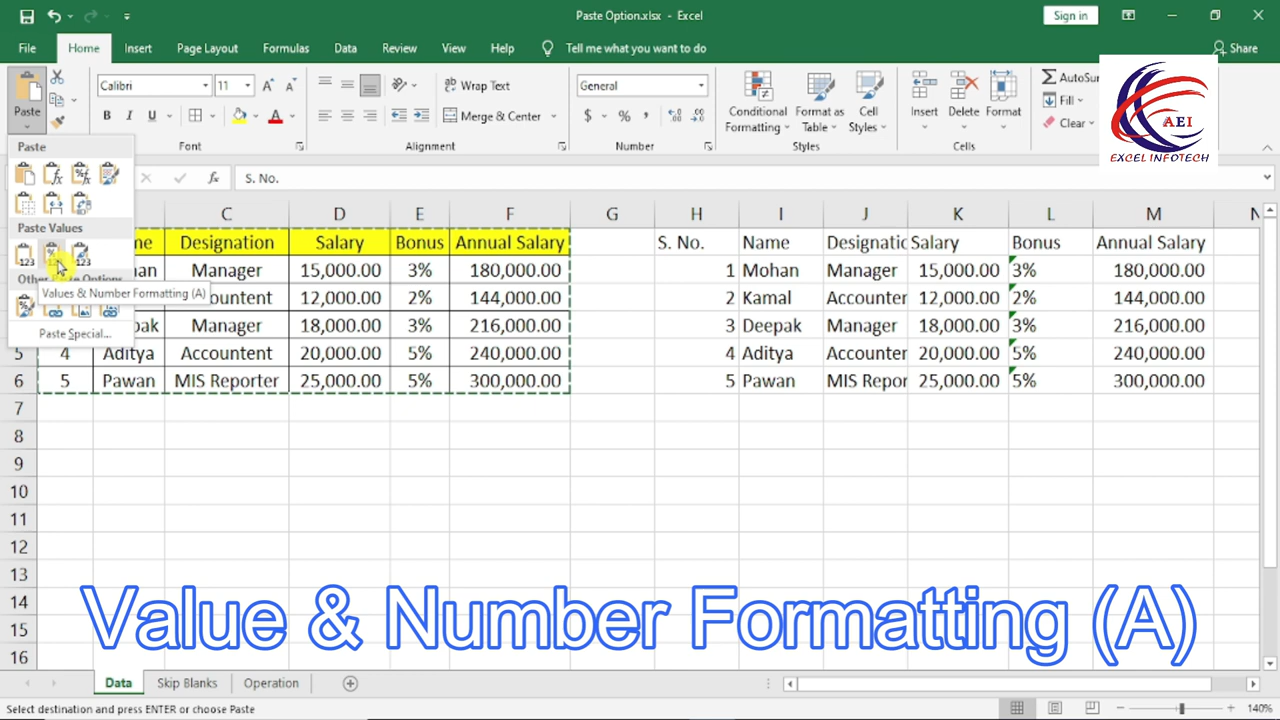 Paste Option.xlsx - Excel
Sign in
File Home Insert Page Layout Formulas Data Review View Help Tell me what you want to do Share
Paste
Calibri 11
Wrap Text
General
Conditional Formatting
Format as Table
Cell Styles
Insert Delete Format
AutoSu
Fill
Clear
B I U
Merge & Center
$ % ,
Font Alignment Number Styles Cells
AEI
EXCEL INFOTECH
Paste
Paste Values
Values & Number Formatting (A)
Paste Special...
fx S. No.
C D E F G H I J K L M N
me Designation Salary Bonus Annual Salary S. No. Name Designatic Salary Bonus Annual Salary
han Manager 15,000.00 3% 180,000.00 1 Mohan Manager 15,000.00 3% 180,000.00
Accountent 12,000.00 2% 144,000.00 2 Kamal Accounter 12,000.00 2% 144,000.00
pak Manager 18,000.00 3% 216,000.00 3 Deepak Manager 18,000.00 3% 216,000.00
5 4 Aditya Accountent 20,000.00 5% 240,000.00 4 Aditya Accounter 20,000.00 5% 240,000.00
6 5 Pawan MIS Reporter 25,000.00 5% 300,000.00 5 Pawan MIS Repor 25,000.00 5% 300,000.00
7
8
9
10
11
12
13
14
15
16
Value & Number Formatting (A)
Data Skip Blanks Operation
Select destination and press ENTER or choose Paste
140%